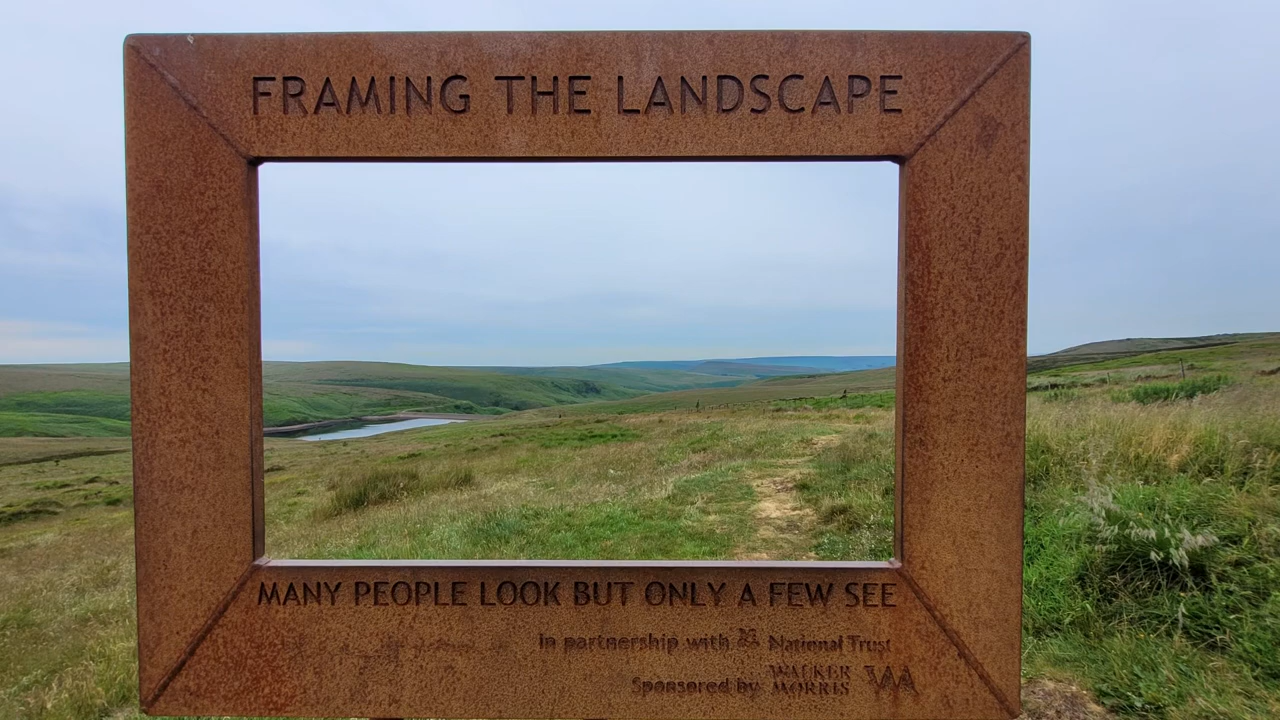 FRAMING THE LANDSCAPE
MANY PEOPLE LOOK BUT ONLY A FEW SEE
In partnership with National Trust
Sponsored by WALKER MORRIS